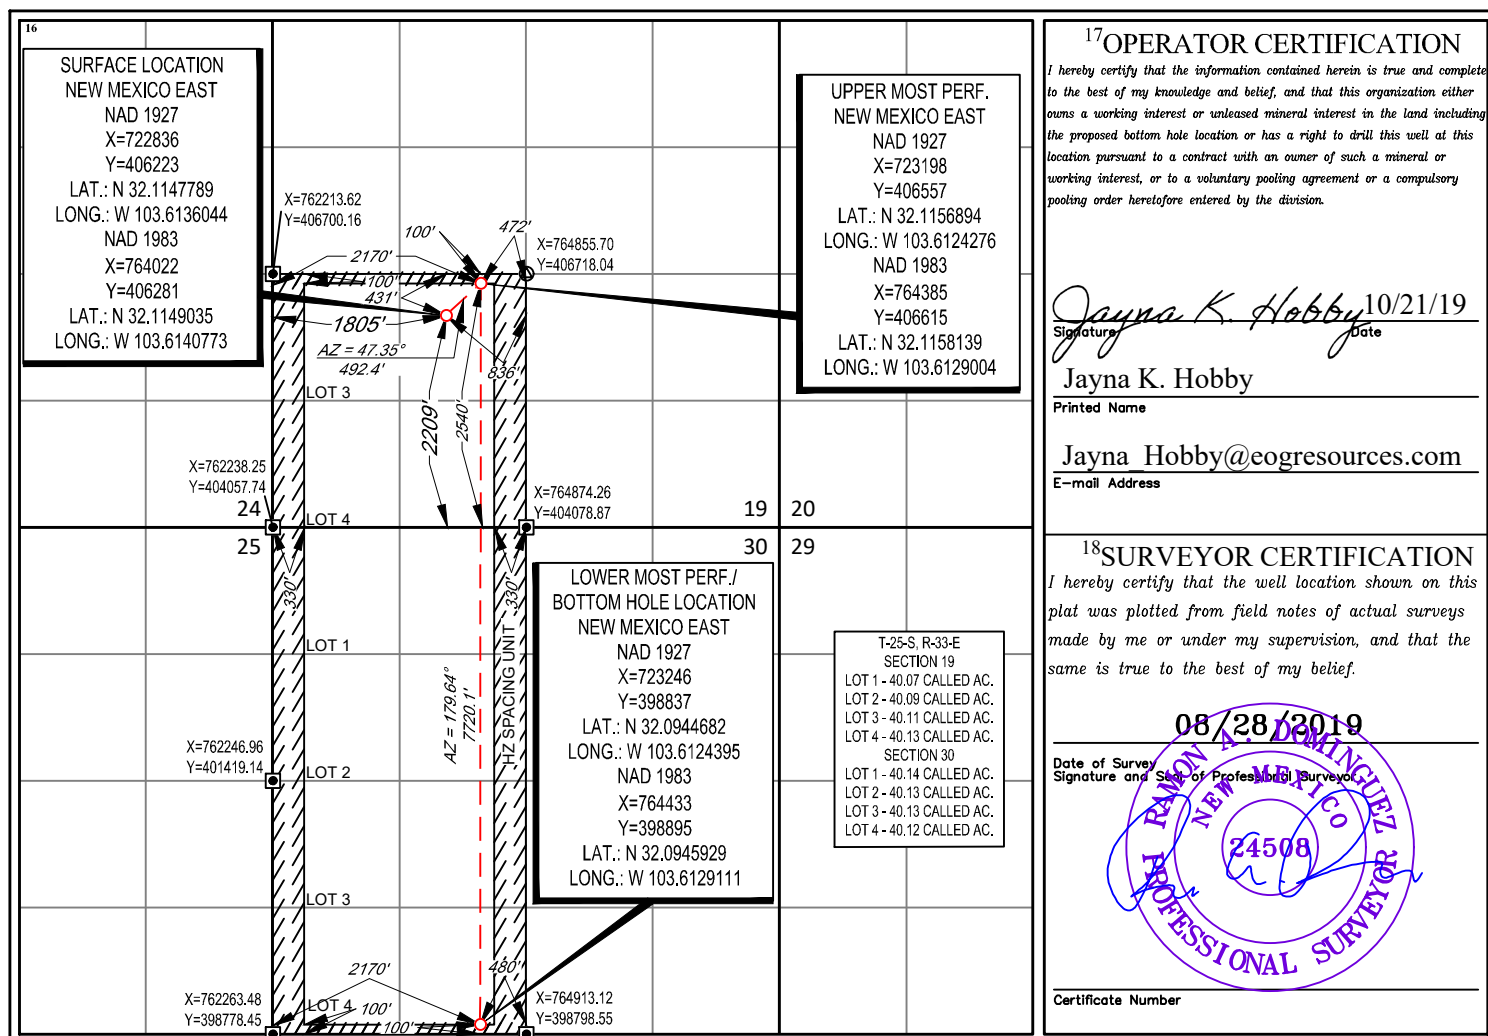 16
SURFACE LOCATION
NEW MEXICO EAST
NAD 1927
X=722836
Y=406223
LAT.: N 32.1147789
LONG.: W 103.6136044
NAD 1983
X=764022
Y=406281
LAT.: N 32.1149035
LONG.: W 103.6140773
UPPER MOST PERF.
NEW MEXICO EAST
NAD 1927
X=723198
Y=406557
LAT.: N 32.1156894
LONG.: W 103.6124276
NAD 1983
X=764385
Y=406615
LAT.: N 32.1158139
LONG.: W 103.6129004
X=762213.62
Y=406700.16
100'
472'
X=764855.70
Y=406718.04
2170'
100'
431'
1805'
AZ = 47.35°
492.4'
836'
LOT 3
2209'
2540'
X=762238.25
Y=404057.74
X=764874.26
Y=404078.87
24
LOT 4
19
20
25
30
29
330'
330'
LOT 1
HZ SPACING UNIT
AZ = 179.64°
7720.1'
LOWER MOST PERF./
BOTTOM HOLE LOCATION
NEW MEXICO EAST
NAD 1927
X=723246
Y=398837
LAT.: N 32.0944682
LONG.: W 103.6124395
NAD 1983
X=764433
Y=398895
LAT.: N 32.0945929
LONG.: W 103.6129111
T-25-S, R-33-E
SECTION 19
LOT 1 - 40.07 CALLED AC.
LOT 2 - 40.09 CALLED AC.
LOT 3 - 40.11 CALLED AC.
LOT 4 - 40.13 CALLED AC.
SECTION 30
LOT 1 - 40.14 CALLED AC.
LOT 2 - 40.13 CALLED AC.
LOT 3 - 40.13 CALLED AC.
LOT 4 - 40.12 CALLED AC.
X=762246.96
Y=401419.14
LOT 2
LOT 3
2170'
480'
X=762263.48
Y=398778.45
LOT 4
100'
100'
X=764913.12
Y=398798.55
17OPERATOR CERTIFICATION
I hereby certify that the information contained herein is true and complete
to the best of my knowledge and belief, and that this organization either
owns a working interest or unleased mineral interest in the land including
the proposed bottom hole location or has a right to drill this well at this
location pursuant to a contract with an owner of such a mineral or
working interest, or to a voluntary pooling agreement or a compulsory
pooling order heretofore entered by the division.
Jayna K. Hobby 10/21/19
Signature Date
Jayna K. Hobby
Printed Name
Jayna_Hobby@eogresources.com
E-mail Address
18SURVEYOR CERTIFICATION
I hereby certify that the well location shown on this
plat was plotted from field notes of actual surveys
made by me or under my supervision, and that the
same is true to the best of my belief.
08/28/2019
Date of Survey
Signature and Seal of Professional Surveyor
RAMON A. DOMINGUEZ
NEW MEXICO
24508
PROFESSIONAL SURVEYOR
Certificate Number